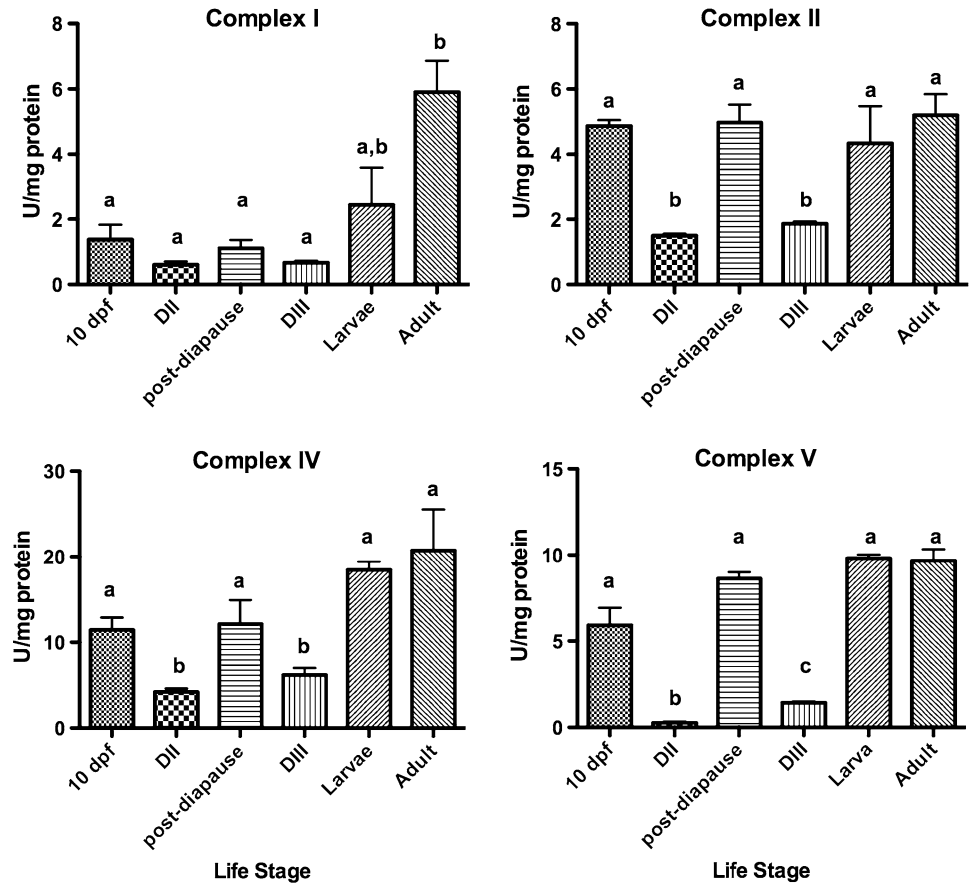 Complex I
U/mg protein
8
6
4
2
0
a
a
a
a
a,b
b
10 dpf
DII
post-diapause
DIII
Larvae
Adult
Complex II
U/mg protein
8
6
4
2
0
a
b
a
b
a
a
10 dpf
DII
post-diapause
DIII
Larvae
Adult
Complex IV
U/mg protein
30
20
10
0
a
b
a
b
a
a
10 dpf
DII
post-diapause
DIII
Larvae
Adult
Life Stage
Complex V
U/mg protein
15
10
5
0
a
b
a
c
a
a
10 dpf
DII
post-diapause
DIII
Larva
Adult
Life Stage